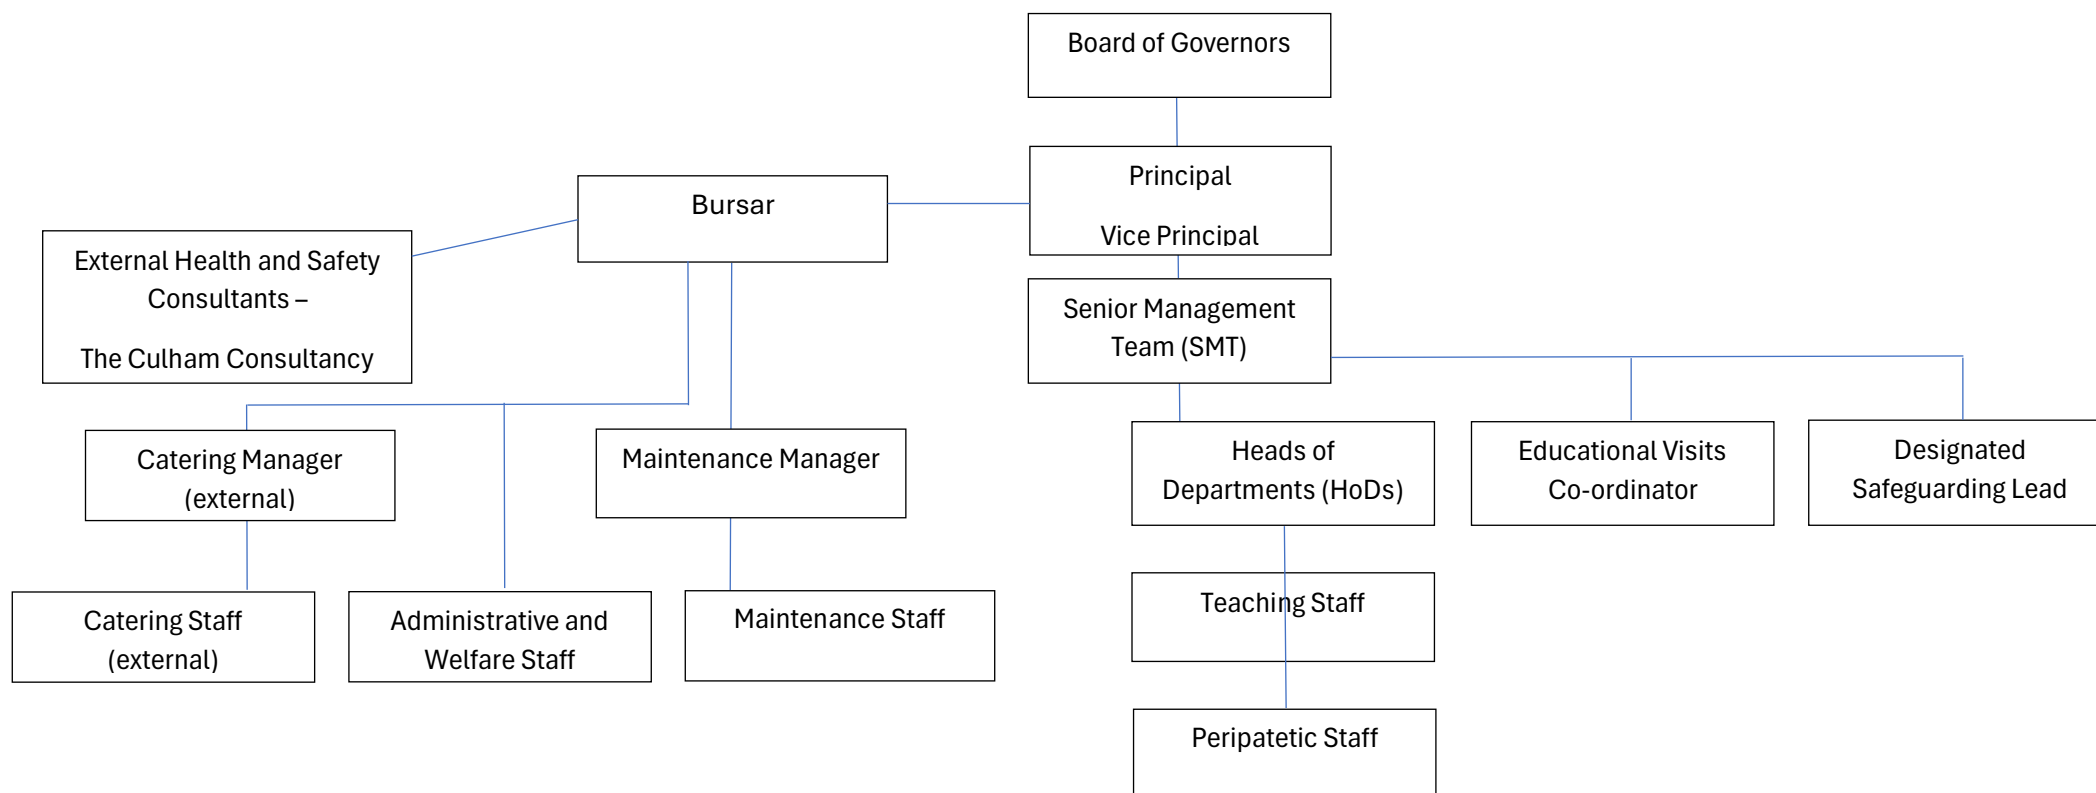 Board of Governors
Principal
Vice Principal
Bursar
External Health and Safety
Consultants –
The Culham Consultancy
Senior Management
Team (SMT)
Catering Manager
(external)
Maintenance Manager
Heads of
Departments (HoDs)
Educational Visits
Co-ordinator
Designated
Safeguarding Lead
Catering Staff
(external)
Administrative and
Welfare Staff
Maintenance Staff
Teaching Staff
Peripatetic Staff